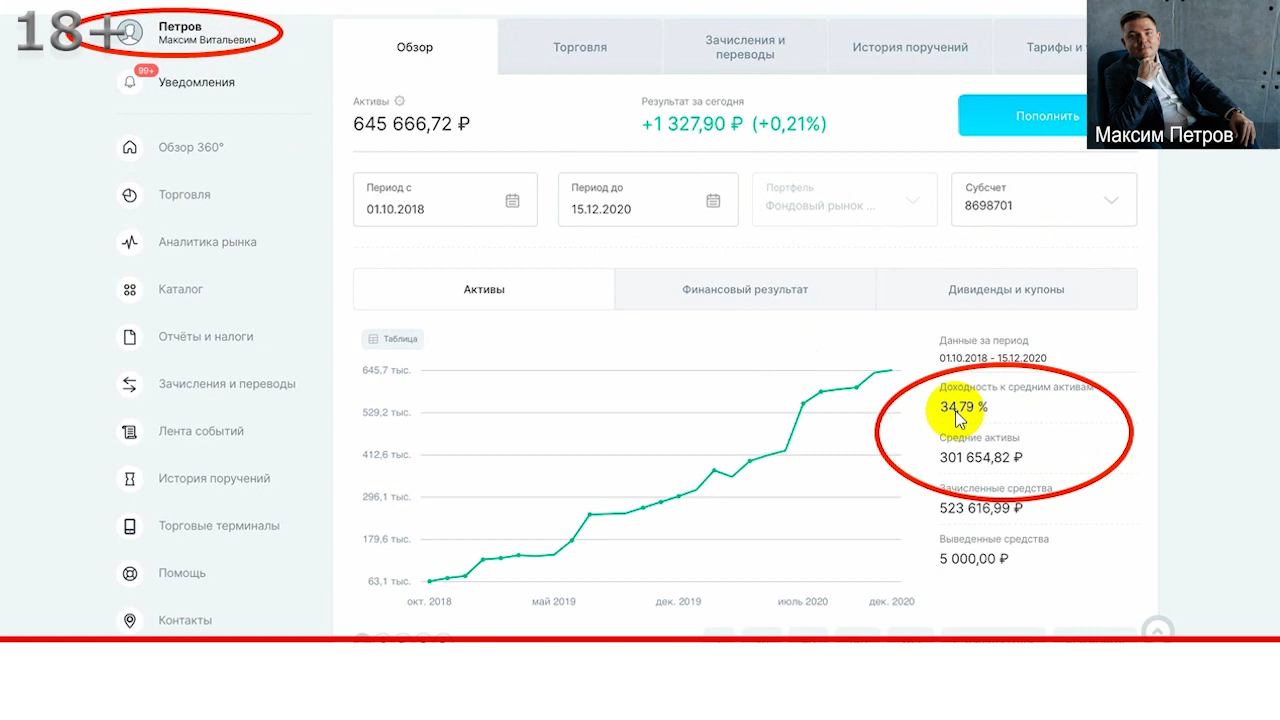 18+
Петров
Максим Витальевич
99+
Уведомления
Обзор 360°
Торговля
Аналитика рынка
Каталог
Отчёты и налоги
Зачисления и переводы
Лента событий
История поручений
Торговые терминалы
Помощь
Контакты
Обзор
Торговля
Зачисления и
переводы
История поручений
Тарифы и
Активы
645 666,72 ₽
Результат за сегодня
+1 327,90 ₽ (+0,21%)
Пополнить
Максим Петров
Период с
01.10.2018
Период до
15.12.2020
Портфель
Фондовый рынок ...
Субсчет
8698701
Активы
Финансовый результат
Дивиденды и купоны
Таблица
645,7 тыс.
529,2 тыс.
412,6 тыс.
296,1 тыс.
179,6 тыс.
63,1 тыс.
окт. 2018
май 2019
дек. 2019
июль 2020
дек. 2020
Данные за период
01.10.2018 - 15.12.2020
Доходность к средним активам
34,79 %
Средние активы
301 654,82 ₽
Зачисленные средства
523 616,99 ₽
Выведенные средства
5 000,00 ₽